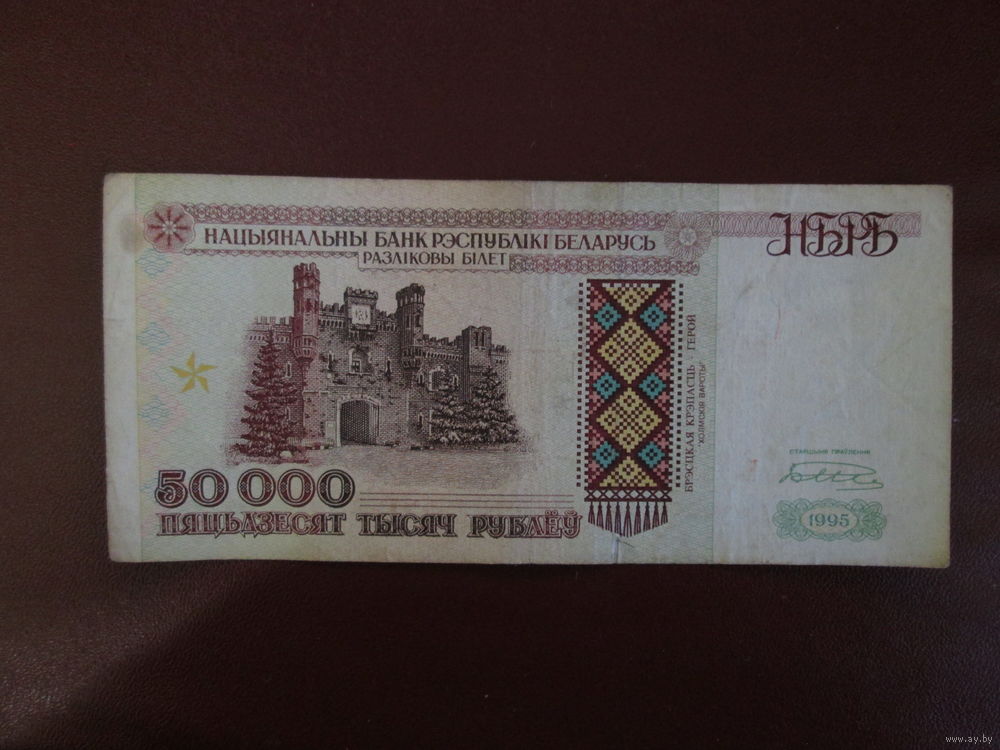 НАЦЫЯНАЛЬНЫ БАНК РЭСПУБЛІКІ БЕЛАРУСЬ
РАЗЛІКОВЫ БІЛЕТ
НБРБ
БРЭСЦКАЯ КРЭПАСЦЬ - ГЕРОЙ
"ХОЛМСКІЯ ВАРОТЫ"
СТАРШЫНЯ ПРАЎЛЕННЯ
50 000
ПЯЦЬДЗЕСЯТ ТЫСЯЧ РУБЛЁЎ
1995
www.ay.by